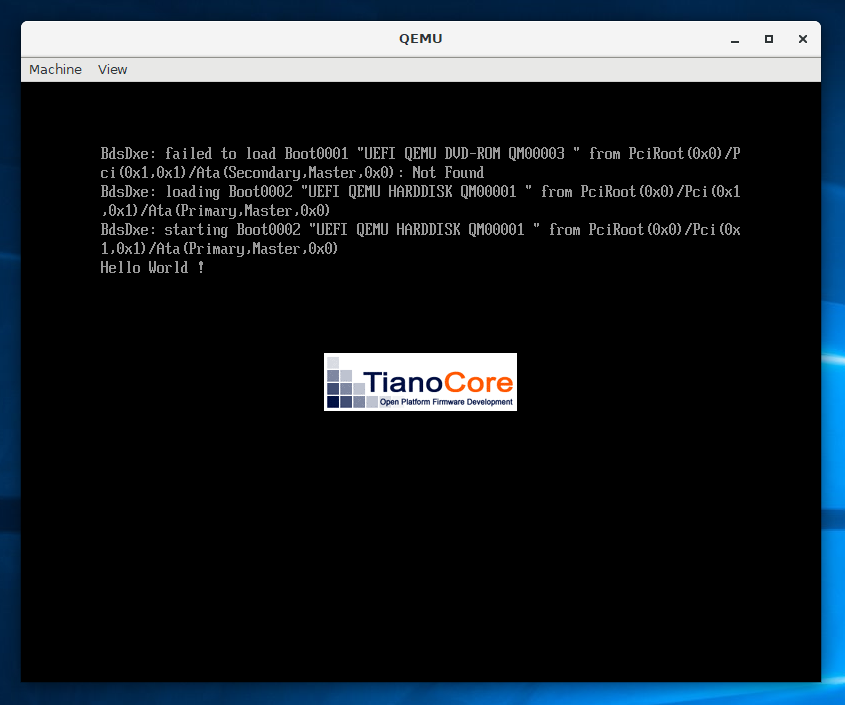 QEMU
Machine View
BdsDxe: failed to load Boot0001 "UEFI QEMU DVD-ROM QM00003 " from PciRoot(0x0)/P
ci(0x1,0x1)/Ata(Secondary,Master,0x0): Not Found
BdsDxe: loading Boot0002 "UEFI QEMU HARDDISK QM00001 " from PciRoot(0x0)/Pci(0x1
,0x1)/Ata(Primary,Master,0x0)
BdsDxe: starting Boot0002 "UEFI QEMU HARDDISK QM00001 " from PciRoot(0x0)/Pci(0x
1,0x1)/Ata(Primary,Master,0x0)
Hello World !
TianoCore
Open Platform Firmware Development